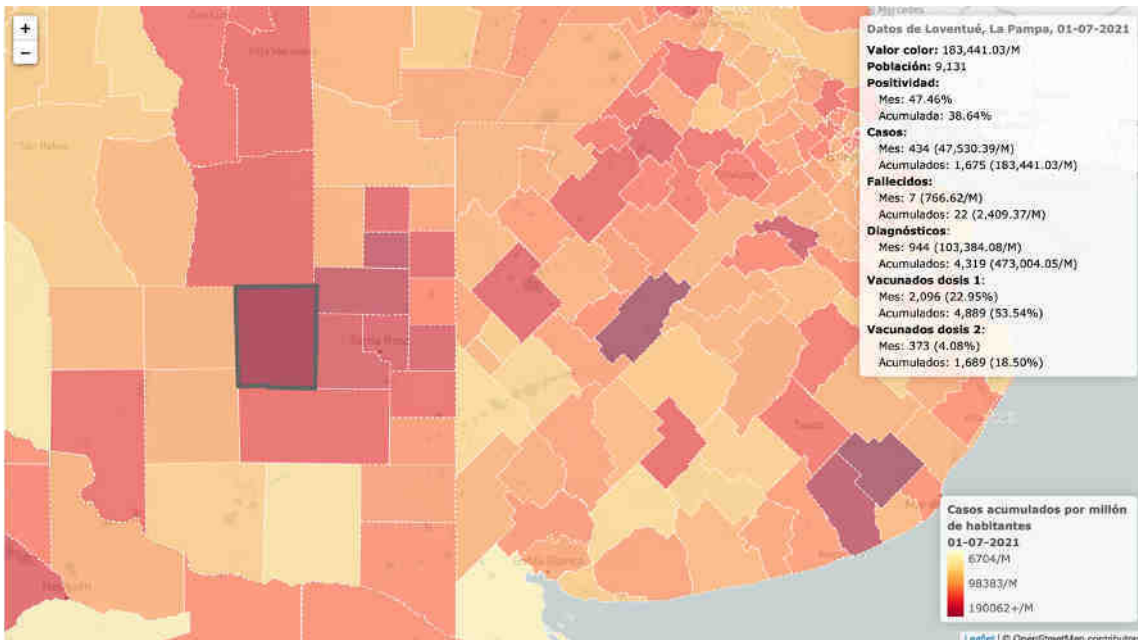 +
−
Datos de Loventué, La Pampa, 01-07-2021
Valor color: 183,441.03/M
Población: 9,131
Positividad:
Mes: 47.46%
Acumulada: 38.64%
Casos:
Mes: 434 (47,530.39/M)
Acumulados: 1,675 (183,441.03/M)
Fallecidos:
Mes: 7 (766.62/M)
Acumulados: 22 (2,409.37/M)
Diagnósticos:
Mes: 944 (103,384.08/M)
Acumulados: 4,319 (473,004.05/M)
Vacunados dosis 1:
Mes: 2,096 (22.95%)
Acumulados: 4,889 (53.54%)
Vacunados dosis 2:
Mes: 373 (4.08%)
Acumulados: 1,689 (18.50%)
Casos acumulados por millón
de habitantes
01-07-2021
6704/M
98383/M
190062+/M
Leaflet | © OpenStreetMap contributors